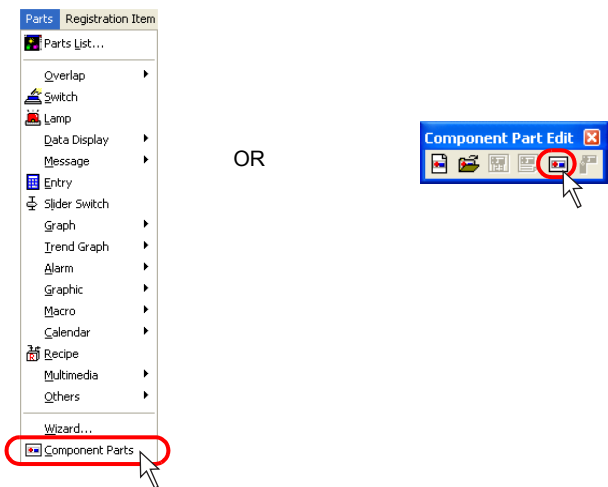 Parts Registration Item
Parts List...
Overlap
Switch
Lamp
Data Display
Message
Entry
Slider Switch
Graph
Trend Graph
Alarm
Graphic
Macro
Calendar
Recipe
Multimedia
Others
Wizard...
Component Parts
OR
Component Part Edit